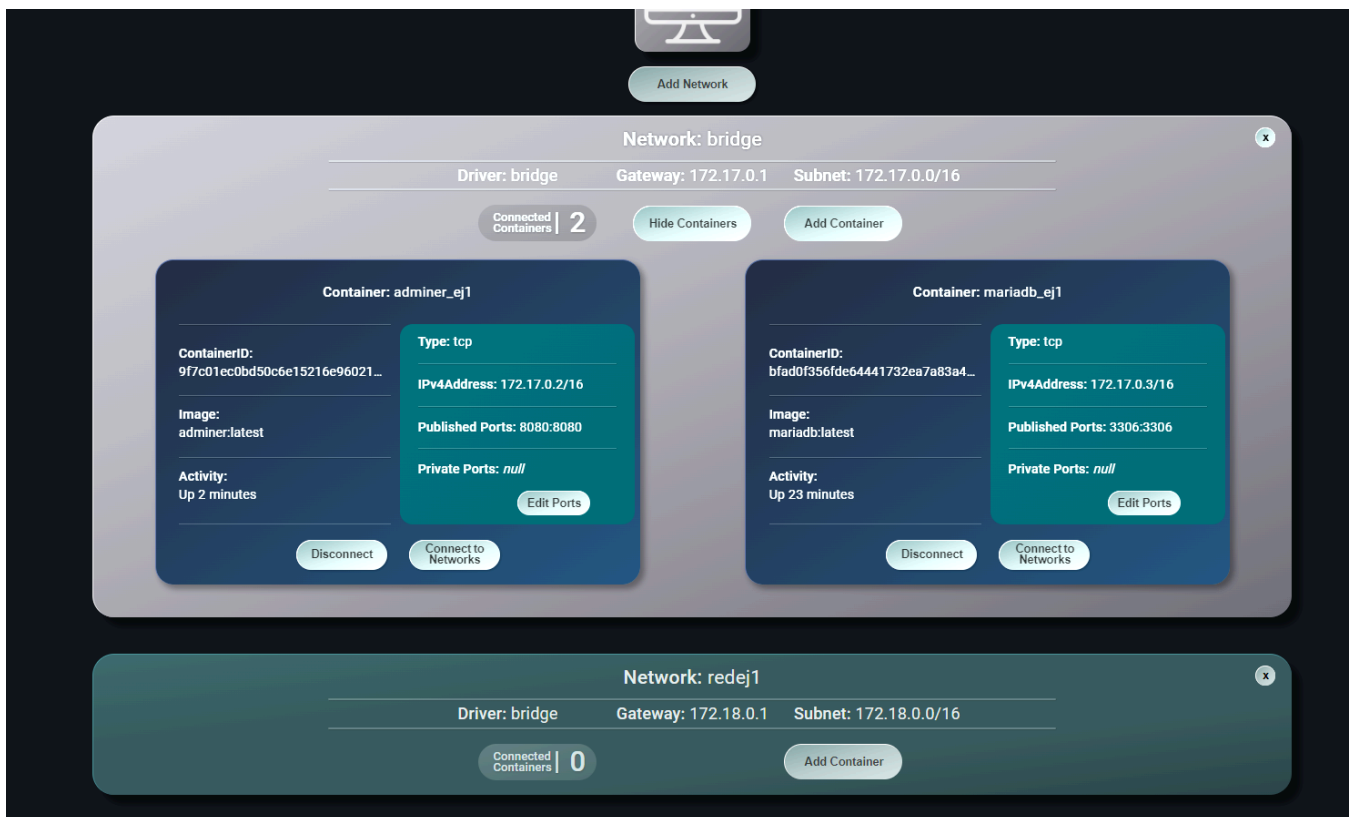 Add Network
Network: bridge
x
Driver: bridge Gateway: 172.17.0.1 Subnet: 172.17.0.0/16
Connected Containers | 2
Hide Containers
Add Container
Container: adminer_ej1
ContainerID:
9f7c01ec0bd50c6e15216e96021...
Image:
adminer:latest
Activity:
Up 2 minutes
Type: tcp
IPv4Address: 172.17.0.2/16
Published Ports: 8080:8080
Private Ports: null
Edit Ports
Disconnect
Connect to
Networks
Container: mariadb_ej1
ContainerID:
bfad0f356fde64441732ea7a83a4...
Image:
mariadb:latest
Activity:
Up 23 minutes
Type: tcp
IPv4Address: 172.17.0.3/16
Published Ports: 3306:3306
Private Ports: null
Edit Ports
Disconnect
Connect to
Networks
Network: redej1
x
Driver: bridge Gateway: 172.18.0.1 Subnet: 172.18.0.0/16
Connected Containers | 0
Add Container